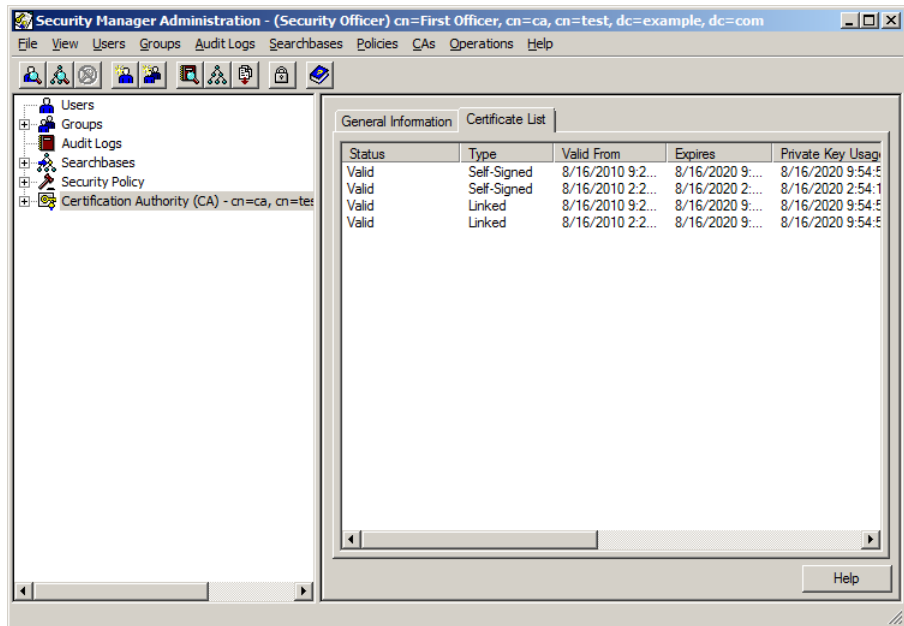 Security Manager Administration - (Security Officer) cn=First Officer, cn=ca, cn=test, dc=example, dc=com
File View Users Groups Audit Logs Searchbases Policies CAs Operations Help
Users
Groups
Audit Logs
Searchbases
Security Policy
Certification Authority (CA) - cn=ca, cn=tes
General Information Certificate List
Status Type Valid From Expires Private Key Usag
Valid Self-Signed 8/16/2010 9:2... 8/16/2020 9:... 8/16/2020 9:54:5
Valid Self-Signed 8/16/2010 2:2... 8/16/2020 2:... 8/16/2020 2:54:1
Valid Linked 8/16/2010 9:2... 8/16/2020 9:... 8/16/2020 9:54:5
Valid Linked 8/16/2010 2:2... 8/16/2020 9:... 8/16/2020 9:54:5
Help